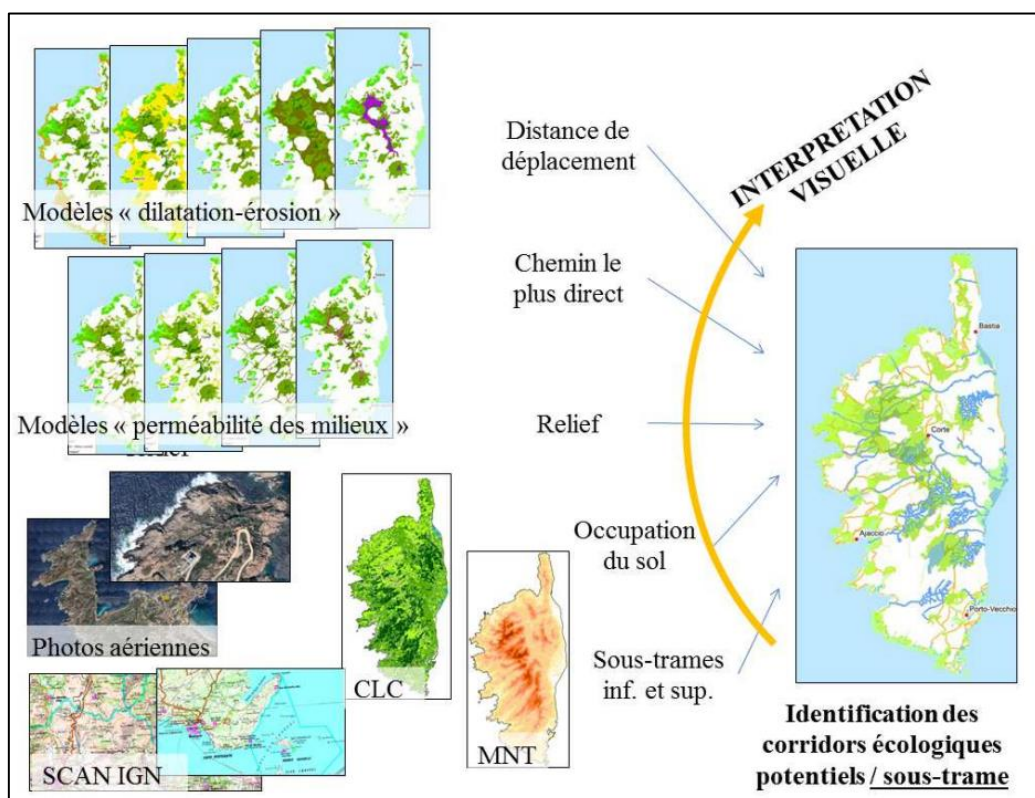 Modèles « dilatation-érosion »
Modèles « perméabilité des milieux »
Photos aériennes
SCAN IGN
CLC
MNT
Distance de
déplacement
Chemin le
plus direct
Relief
Occupation
du sol
Sous-trames
inf. et sup.
INTERPRETATION
VISUELLE
Bastia
Corte
Ajaccio
Porto-Vecchio
Identification des
corridors écologiques
potentiels / sous-trame